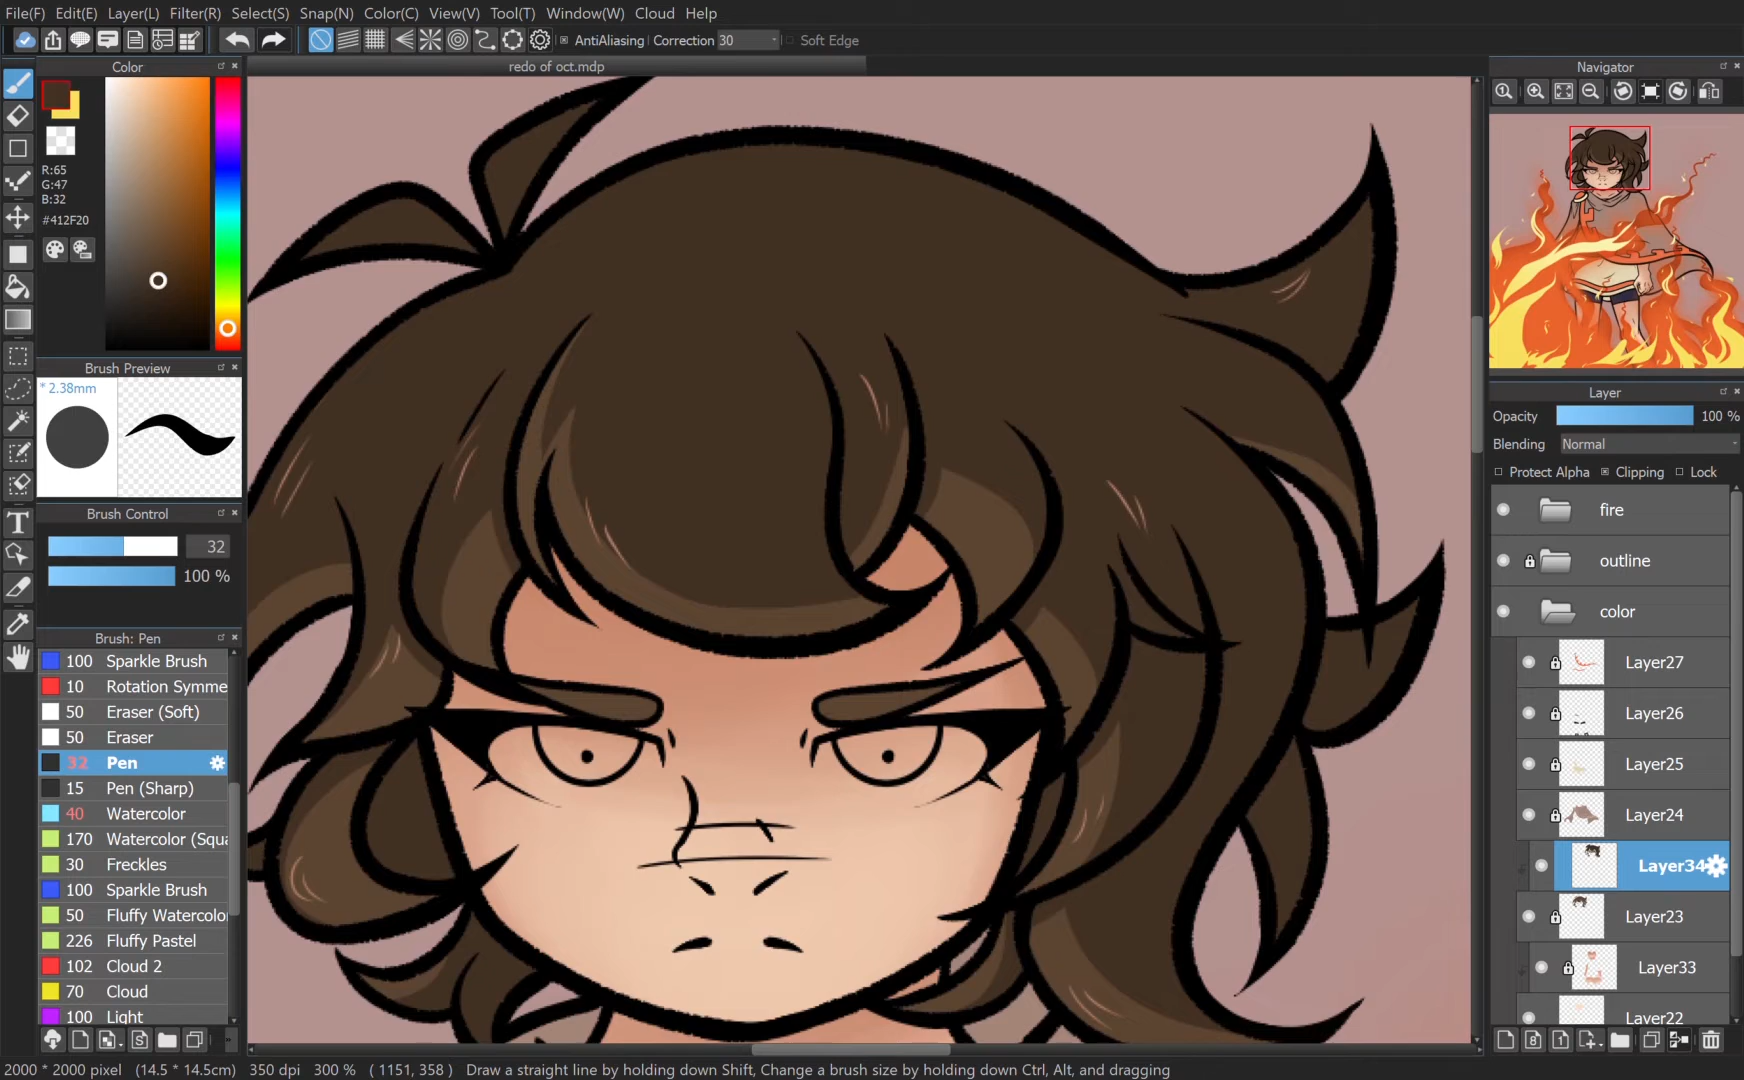 File(F) Edit(E) Layer(L) Filter(R) Select(S) Snap(N) Color(C) View(V) Tool(T) Window(W) Cloud Help
AntiAliasing Correction 30 Soft Edge
Color
redo of oct.mdp
Navigator
R:65
G:47
B:32
#412F20
Brush Preview
* 2.38mm
Layer
Opacity 100 %
Blending Normal
Protect Alpha Clipping Lock
Brush Control
32
100 %
Brush: Pen
100 Sparkle Brush
10 Rotation Symme
50 Eraser (Soft)
50 Eraser
32 Pen
15 Pen (Sharp)
40 Watercolor
170 Watercolor (Squa
30 Freckles
100 Sparkle Brush
50 Fluffy Watercolo
226 Fluffy Pastel
102 Cloud 2
70 Cloud
100 Light
fire
outline
color
Layer27
Layer26
Layer25
Layer24
Layer34
Layer23
Layer33
Layer22
2000 * 2000 pixel (14.5 * 14.5cm) 350 dpi 300 % ( 1151, 358 ) Draw a straight line by holding down Shift, Change a brush size by holding down Ctrl, Alt, and dragging